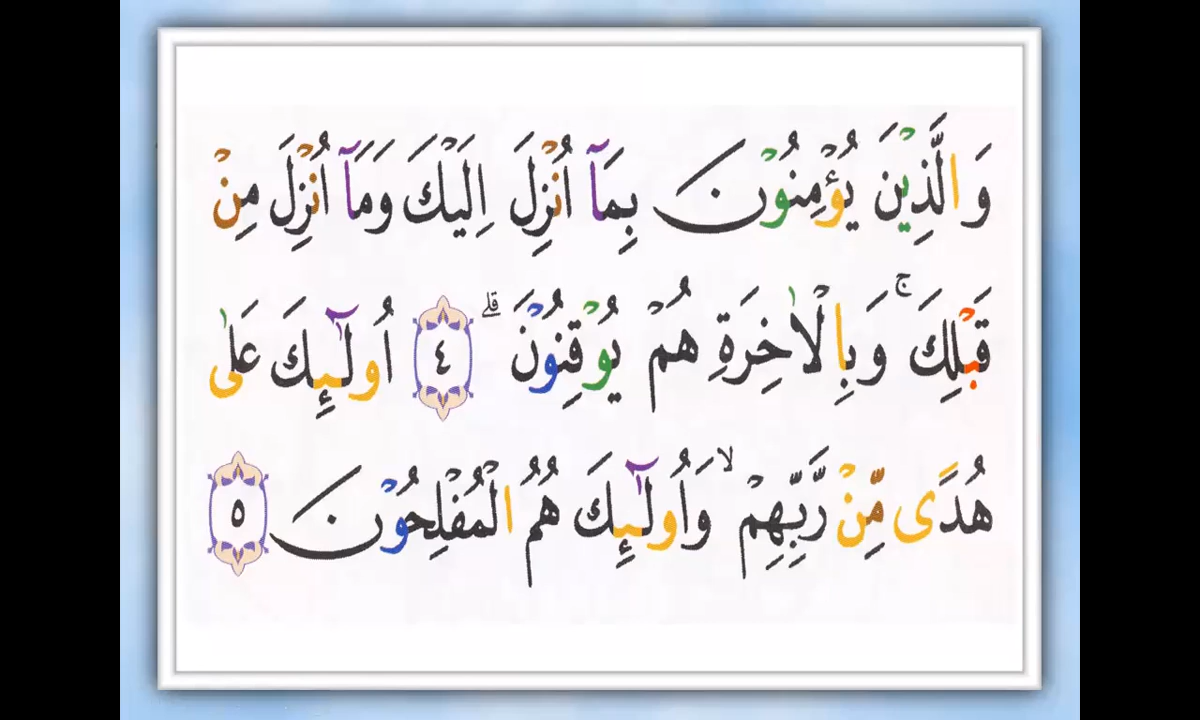 وَالَّذِيْنَ يُؤْمِنُوْنَ بِمَآ اُنْزِلَ اِلَيْكَ وَمَآ اُنْزِلَ مِنْ
قَبْلِكَ ۚ وَبِالْاٰخِرَةِ هُمْ يُوْقِنُوْنَ ۗ ٤ اُولٰٓئِكَ عَلٰى
هُدًى مِّنْ رَّبِّهِمْ ۙ وَاُولٰٓئِكَ هُمُ الْمُفْلِحُوْنَ ٥